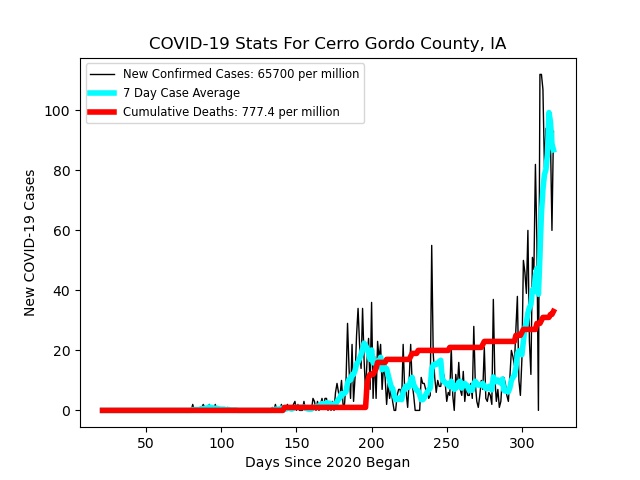 COVID-19 Stats For Cerro Gordo County, IA
New Confirmed Cases: 65700 per million
7 Day Case Average
Cumulative Deaths: 777.4 per million
New COVID-19 Cases
100
80
60
40
20
0
50 100 150 200 250 300
Days Since 2020 Began